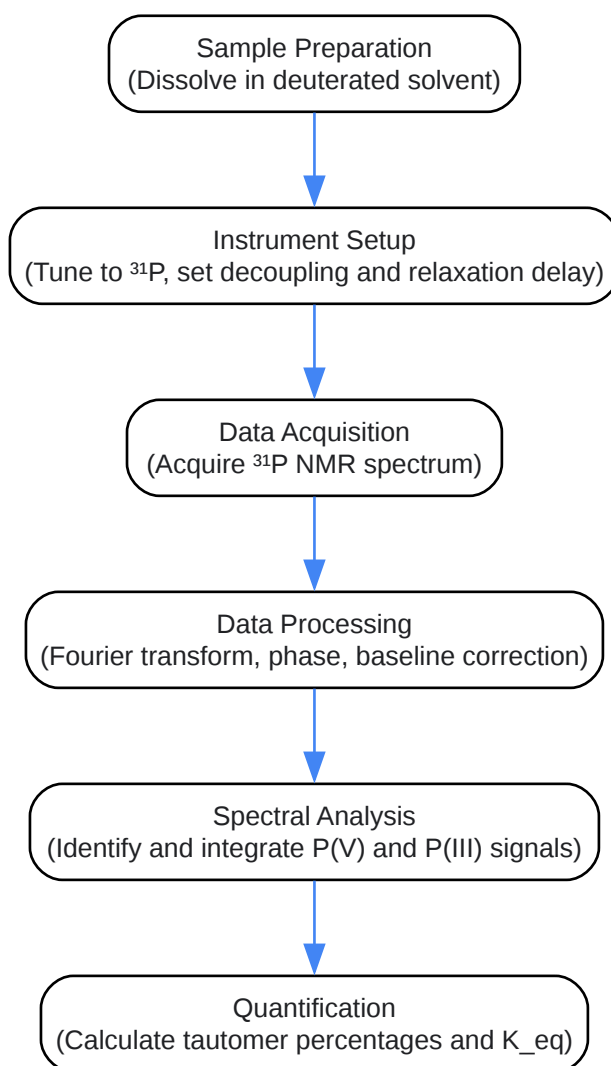 Sample Preparation
(Dissolve in deuterated solvent)
Instrument Setup
(Tune to ³¹P, set decoupling and relaxation delay)
Data Acquisition
(Acquire ³¹P NMR spectrum)
Data Processing
(Fourier transform, phase, baseline correction)
Spectral Analysis
(Identify and integrate P(V) and P(III) signals)
Quantification
(Calculate tautomer percentages and K_eq)